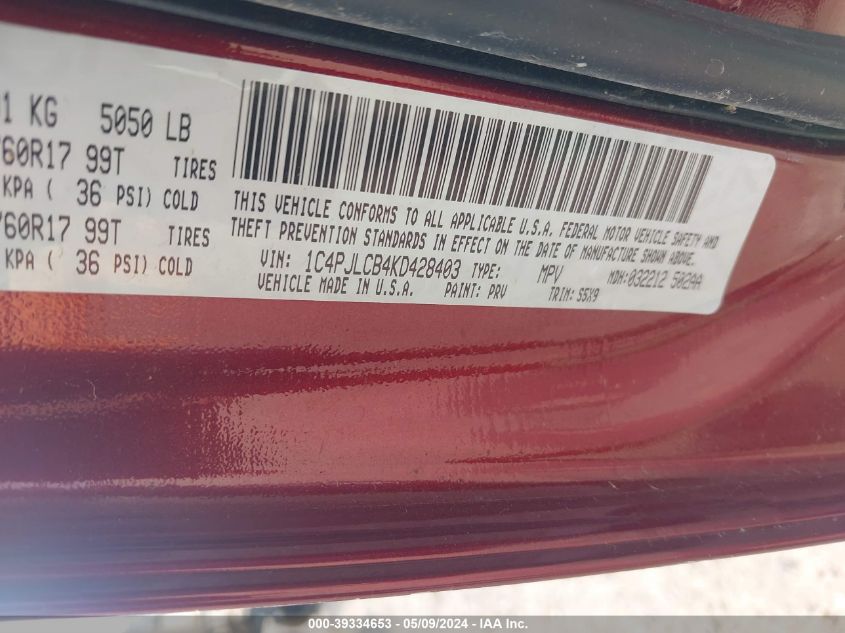 1 KG 5050 LB
60R17 99T TIRES
KPA ( 36 PSI) COLD
60R17 99T TIRES
KPA ( 36 PSI) COLD
THIS VEHICLE CONFORMS TO ALL APPLICABLE U.S.A. FEDERAL MOTOR VEHICLE SAFETY AND
THEFT PREVENTION STANDARDS IN EFFECT ON THE DATE OF MANUFACTURE SHOWN ABOVE.
VIN: 1C4PJLCB4KD428403 TYPE: MPV MDH:032212 502AA
VEHICLE MADE IN U.S.A. PAINT: PRV TRIM: S5X9
000-39334653 - 05/09/2024 - IAA Inc.